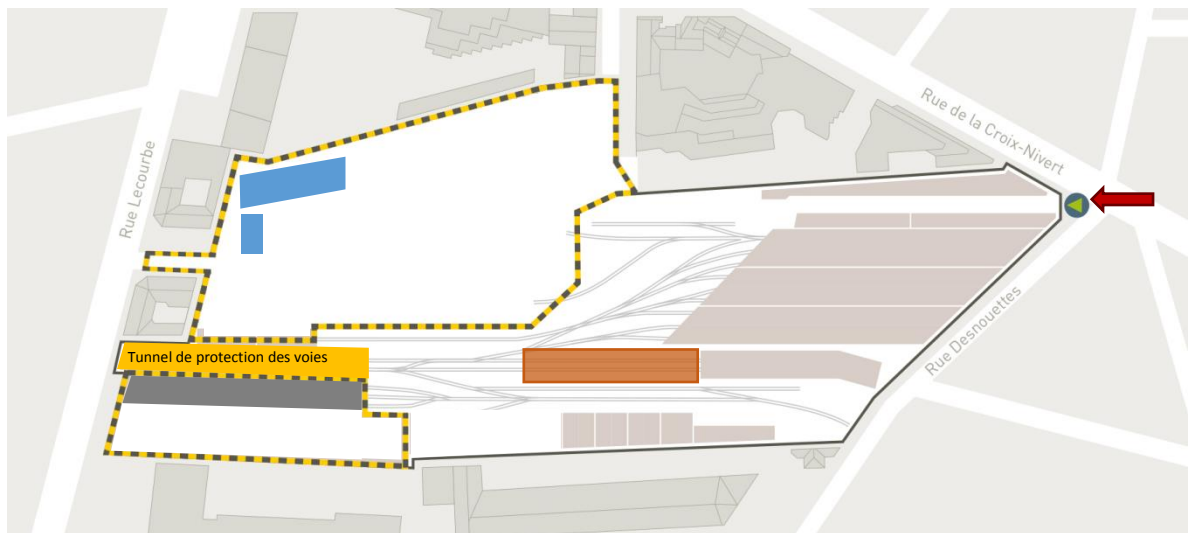 Rue de la Croix-Nivert
Rue Lecourbe
Rue Desnouettes
Tunnel de protection des voies